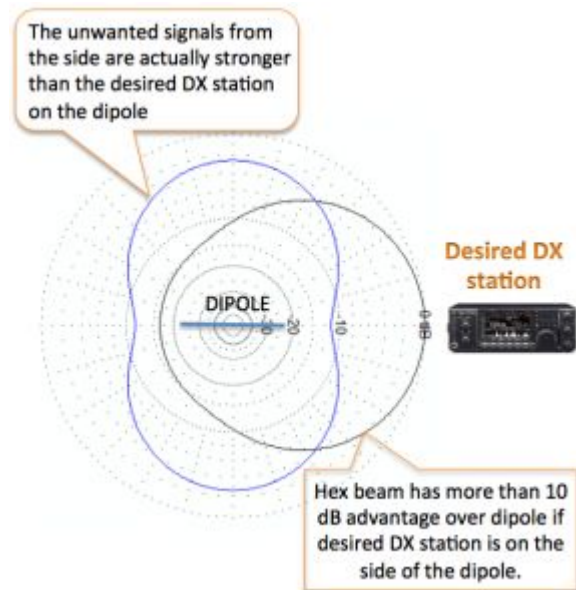 The unwanted signals from
the side are actually stronger
than the desired DX station
on the dipole
Desired DX
station
DIPOLE
20
-10
0 dB
Hex beam has more than 10
dB advantage over dipole if
desired DX station is on the
side of the dipole.